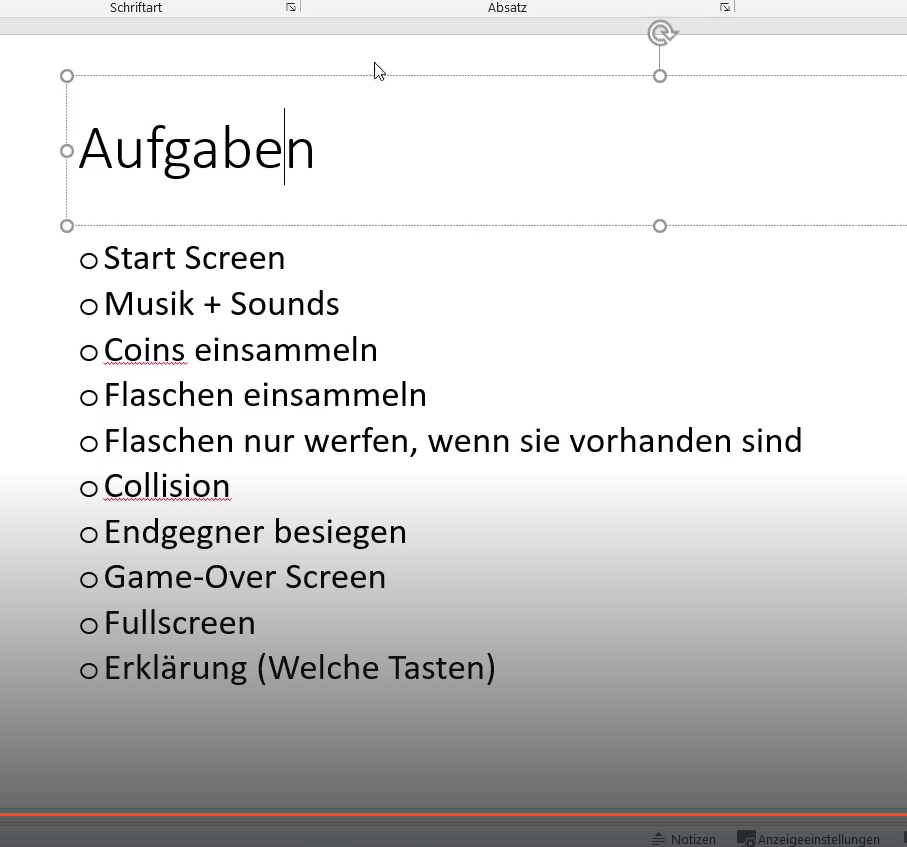 Schriftart Absatz
Aufgaben
Start Screen
Musik + Sounds
Coins einsammeln
Flaschen einsammeln
Flaschen nur werfen, wenn sie vorhanden sind
Collision
Endgegner besiegen
Game-Over Screen
Fullscreen
Erklärung (Welche Tasten)
Notizen Anzeigeeinstellungen